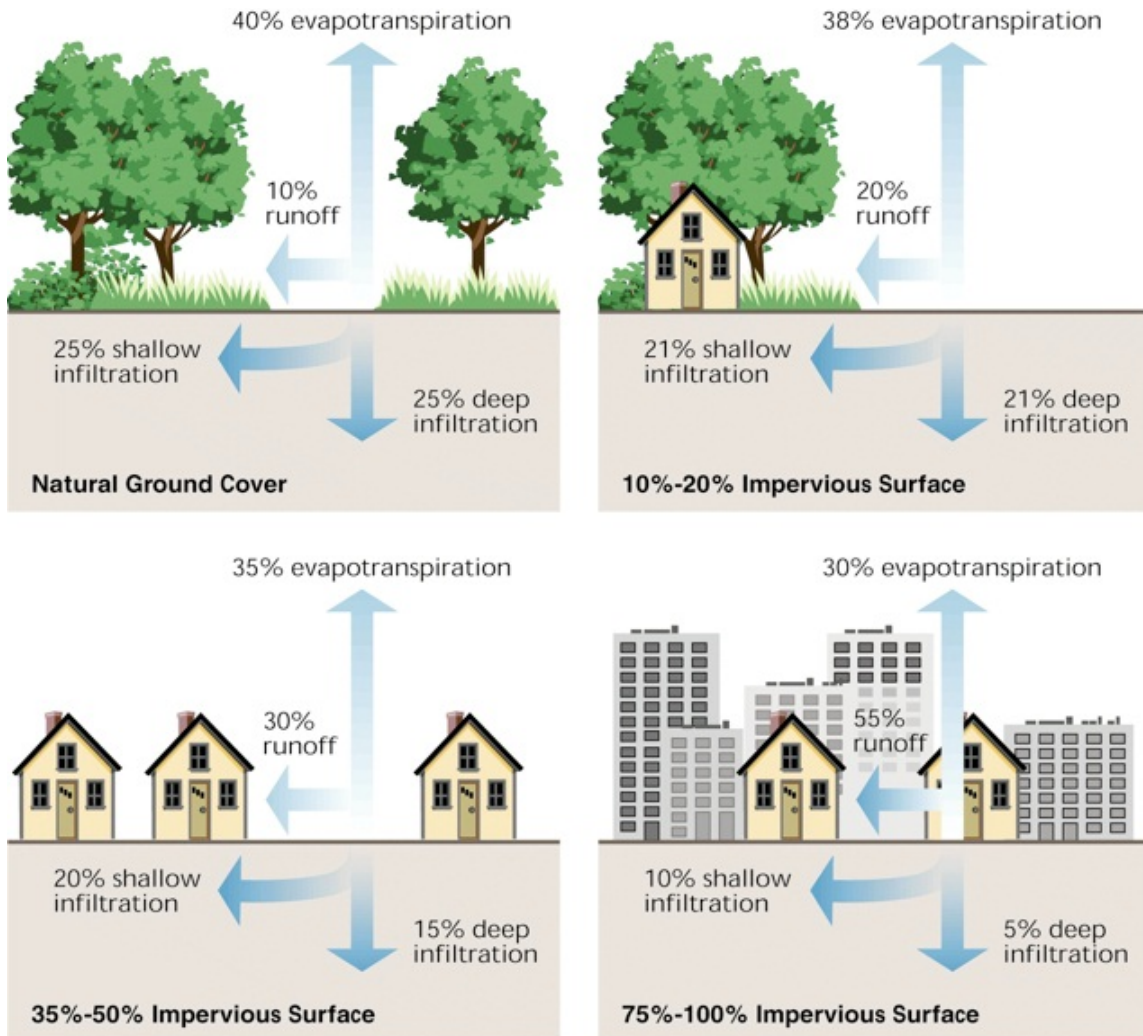 40% evapotranspiration
10%
runoff
25% shallow
infiltration
25% deep
infiltration
Natural Ground Cover
38% evapotranspiration
20%
runoff
21% shallow
infiltration
21% deep
infiltration
10%-20% Impervious Surface
35% evapotranspiration
30%
runoff
20% shallow
infiltration
15% deep
infiltration
35%-50% Impervious Surface
30% evapotranspiration
55%
runoff
10% shallow
infiltration
5% deep
infiltration
75%-100% Impervious Surface